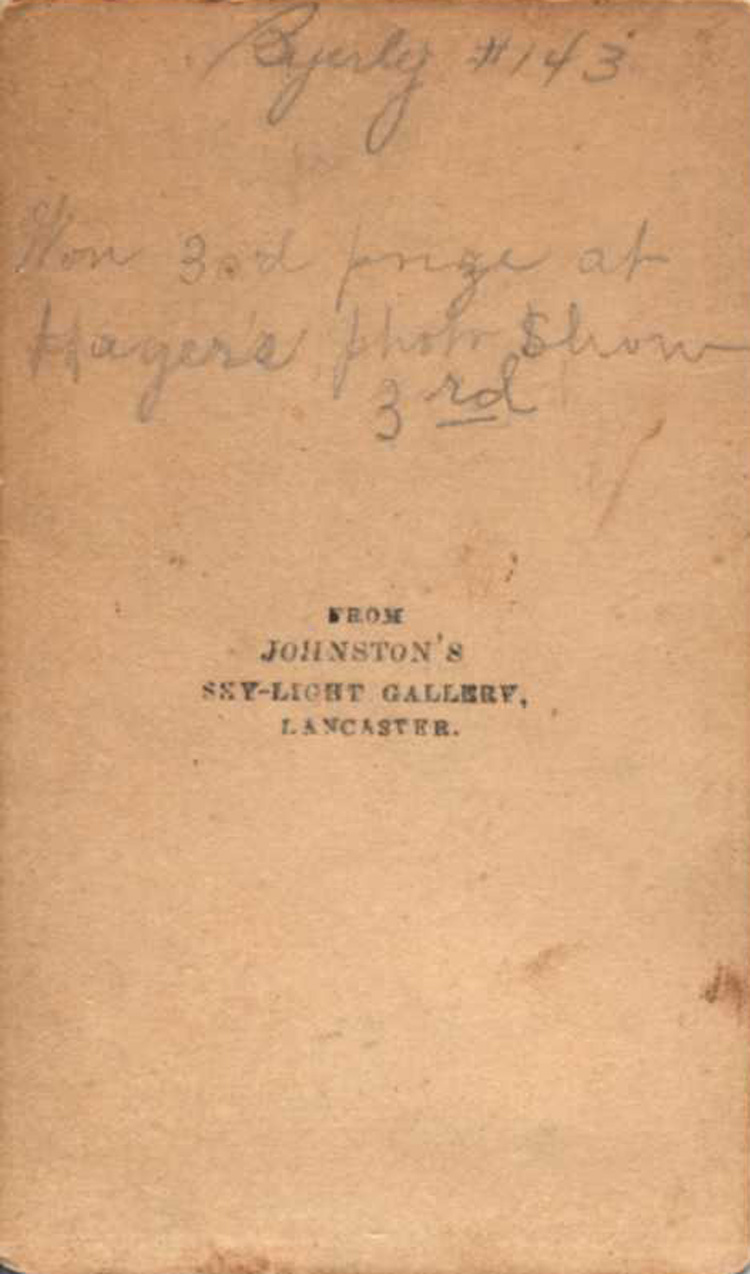 Byerly #143
Won 3rd prize at
Hager's photo Show
3rd
FROM
JOHNSTON'S
SKY-LIGHT GALLERY,
LANCASTER.